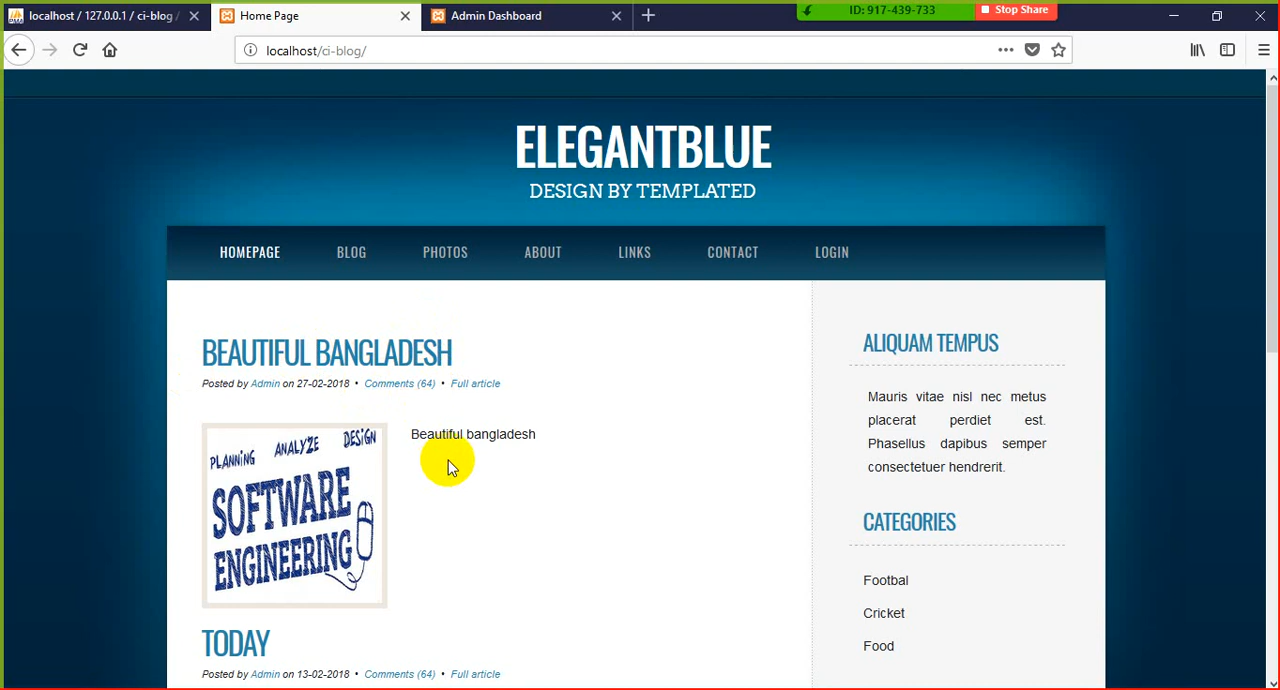 localhost / 127.0.0.1 / ci-blog /
Home Page
Admin Dashboard
ID: 917-439-733
Stop Share
localhost/ci-blog/
ELEGANTBLUE
DESIGN BY TEMPLATED
HOMEPAGE BLOG PHOTOS ABOUT LINKS CONTACT LOGIN
BEAUTIFUL BANGLADESH
Posted by Admin on 27-02-2018 • Comments (64) • Full article
PLANNING ANALYZE DESIGN
SOFTWARE
ENGINEERING
Beautiful bangladesh
TODAY
Posted by Admin on 13-02-2018 • Comments (64) • Full article
ALIQUAM TEMPUS
Mauris vitae nisl nec metus
placerat perdiet est.
Phasellus dapibus semper
consectetuer hendrerit.
CATEGORIES
Footbal
Cricket
Food